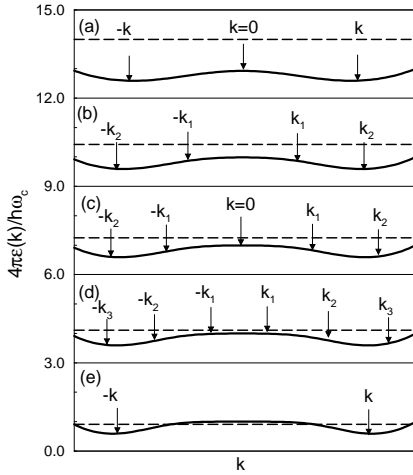 15.0
(a)
-k
k=0
k
12.0
(b)
-k₂
-k₁
k₁
k₂
9.0
(c)
-k₂
-k₁
k=0
k₁
k₂
6.0
(d)
-k₃
-k₂
-k₁
k₁
k₂
k₃
3.0
(e)
-k
k
0.0
k
4πε(k)/hω_c